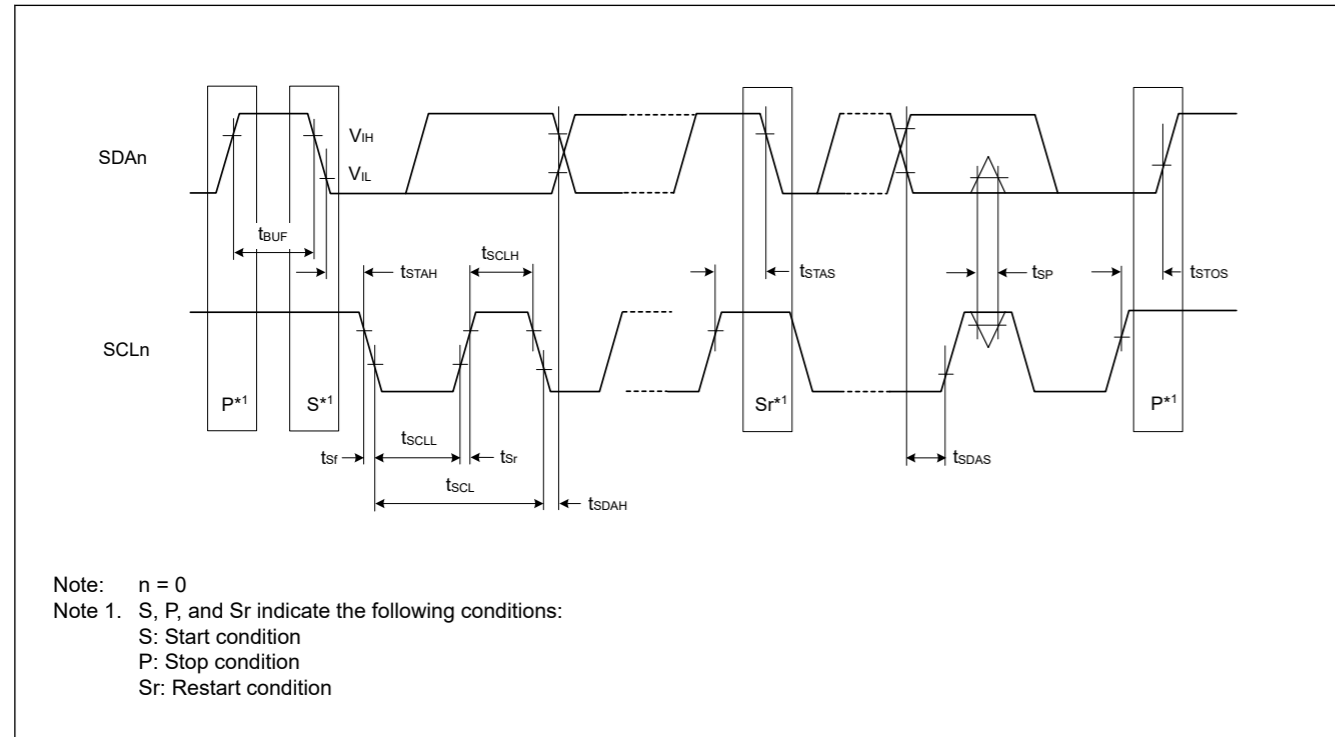 SDAn
VIH
VIL
tBUF
tSTAH
tSCLH
tSTAS
tSP
tSTOS
SCLn
P*1
S*1
Sr*1
P*1
tSf
tSCLL
tSr
tSDAS
tSCL
tSDAH
Note: n = 0
Note 1. S, P, and Sr indicate the following conditions:
S: Start condition
P: Stop condition
Sr: Restart condition